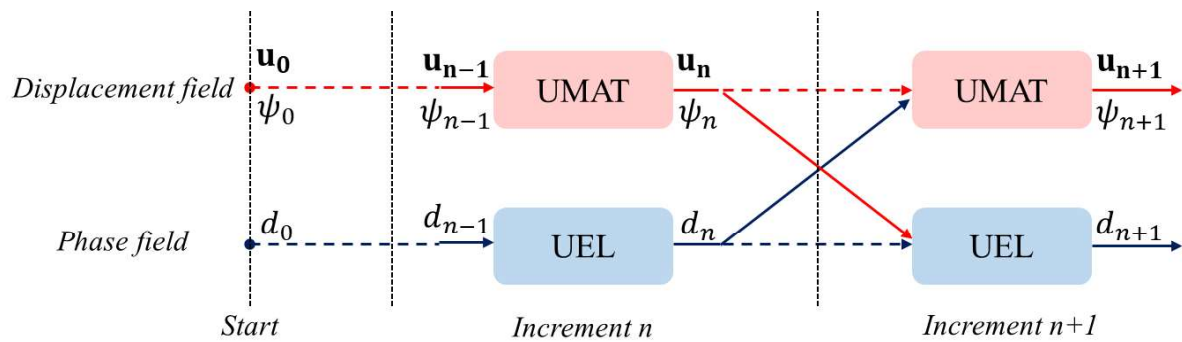 Displacement field
𝐮₀
ψ₀
𝐮ₙ₋₁
ψₙ₋₁
UMAT
𝐮ₙ
ψₙ
UMAT
𝐮ₙ₊₁
ψₙ₊₁
Phase field
d₀
dₙ₋₁
UEL
dₙ
UEL
dₙ₊₁
Start
Increment n
Increment n+1